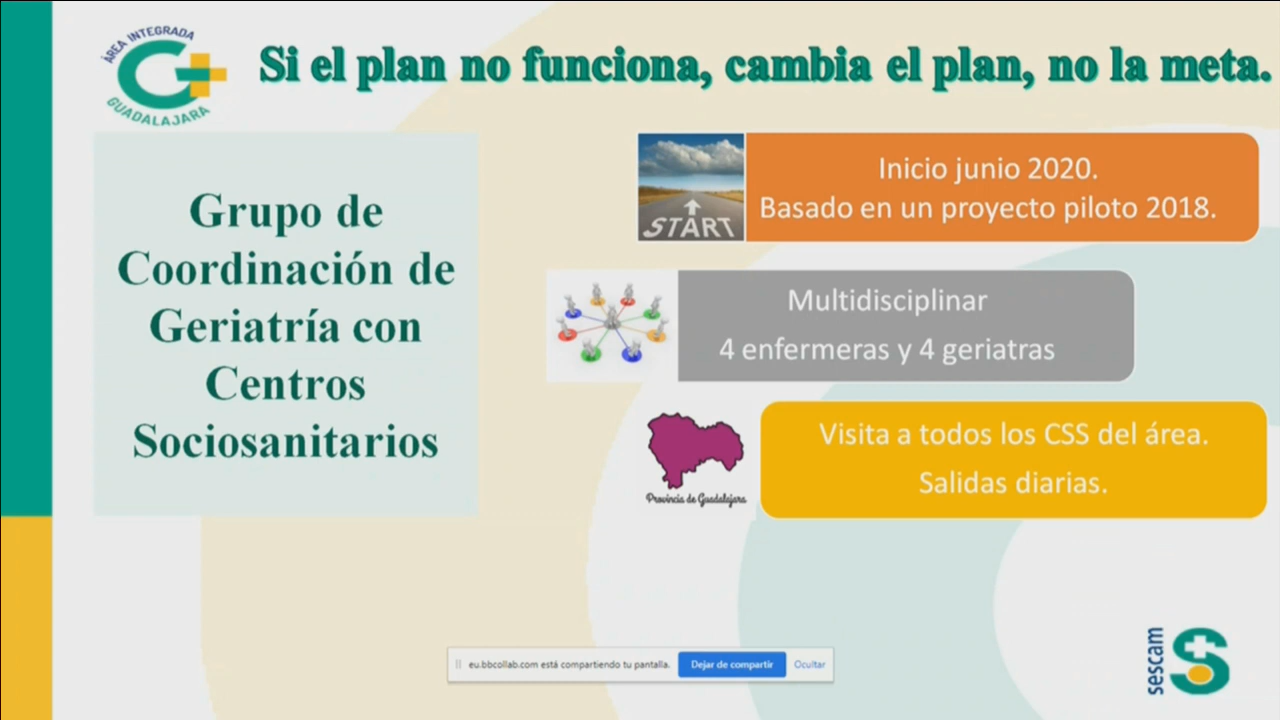 ÁREA INTEGRADA
GUADALAJARA
Si el plan no funciona, cambia el plan, no la meta.
Grupo de
Coordinación de
Geriatría con
Centros
Sociosanitarios
START
Inicio junio 2020.
Basado en un proyecto piloto 2018.
Multidisciplinar
4 enfermeras y 4 geriatras
Provincia de Guadalajara
Visita a todos los CSS del área.
Salidas diarias.
eu.bbcollab.com está compartiendo tu pantalla.
Dejar de compartir
Ocultar
sescam